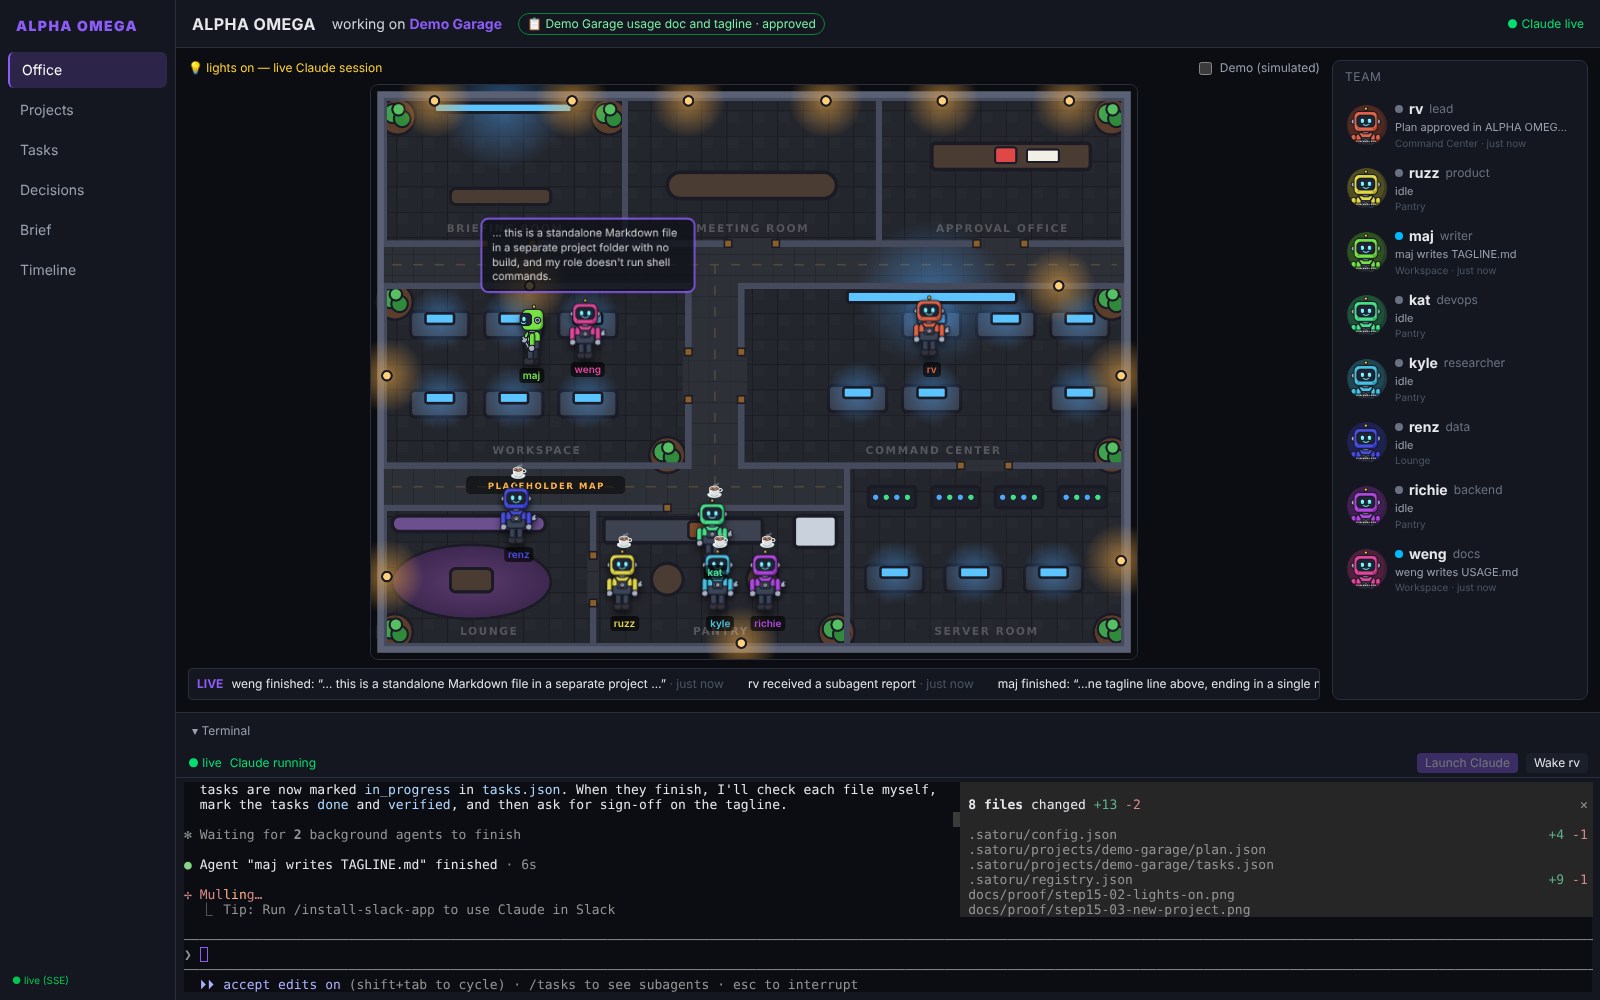 ALPHA OMEGA
Office
Projects
Tasks
Decisions
Brief
Timeline
live (SSE)
ALPHA OMEGA working on Demo Garage 📋 Demo Garage usage doc and tagline · approved
Claude live
💡 lights on — live Claude session
Demo (simulated)
MEETING ROOM
APPROVAL OFFICE
... this is a standalone Markdown file
in a separate project folder with no
build, and my role doesn't run shell
commands.
maj
weng
rv
WORKSPACE
COMMAND CENTER
PLACEHOLDER MAP
renz
kat
ruzz
kyle
richie
LOUNGE
PANTRY
SERVER ROOM
LIVE weng finished: “... this is a standalone Markdown file in a separate project ...” · just now rv received a subagent report · just now maj finished: “...ne tagline line above, ending in a single
TEAM
rv lead
Plan approved in ALPHA OMEG...
Command Center · just now
ruzz product
idle
Pantry
maj writer
maj writes TAGLINE.md
Workspace · just now
kat devops
idle
Pantry
kyle researcher
idle
Pantry
renz data
idle
Lounge
richie backend
idle
Pantry
weng docs
weng writes USAGE.md
Workspace · just now
▾ Terminal
live Claude running
Launch Claude
Wake rv
tasks are now marked in_progress in tasks.json. When they finish, I'll check each file myself,
mark the tasks done and verified, and then ask for sign-off on the tagline.
✻ Waiting for 2 background agents to finish
● Agent "maj writes TAGLINE.md" finished · 6s
✢ Mulling…
⎿ Tip: Run /install-slack-app to use Claude in Slack
8 files changed +13 -2 ×
.satoru/config.json +4 -1
.satoru/projects/demo-garage/plan.json
.satoru/projects/demo-garage/tasks.json
.satoru/registry.json +9 -1
docs/proof/step15-02-lights-on.png
docs/proof/step15-03-new-project.png
❯
⏵⏵ accept edits on (shift+tab to cycle) · /tasks to see subagents · esc to interrupt